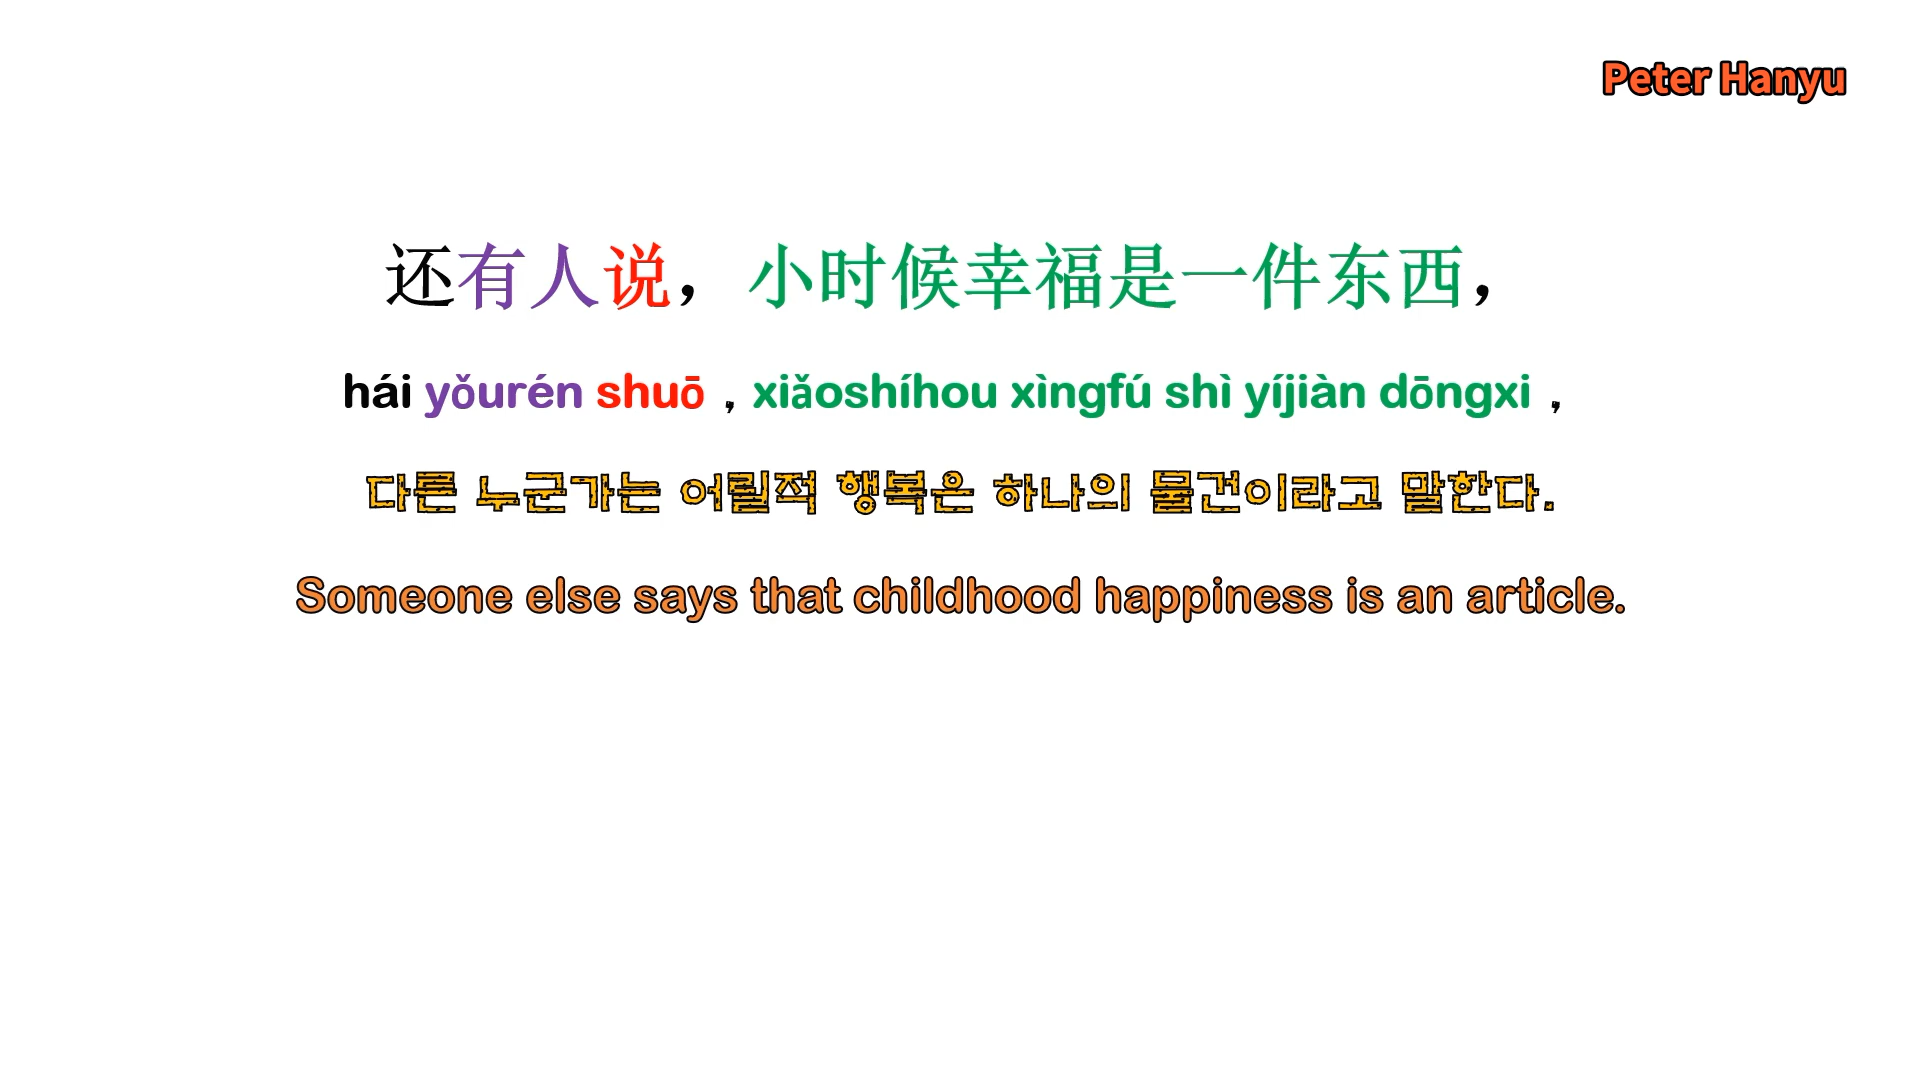 Peter Hanyu
还有人说，小时候幸福是一件东西，
hái yǒurén shuō，xiǎoshíhou xìngfú shì yíjiàn dōngxi，
다른 누군가는 어릴적 행복은 하나의 물건이라고 말한다.
Someone else says that childhood happiness is an article.